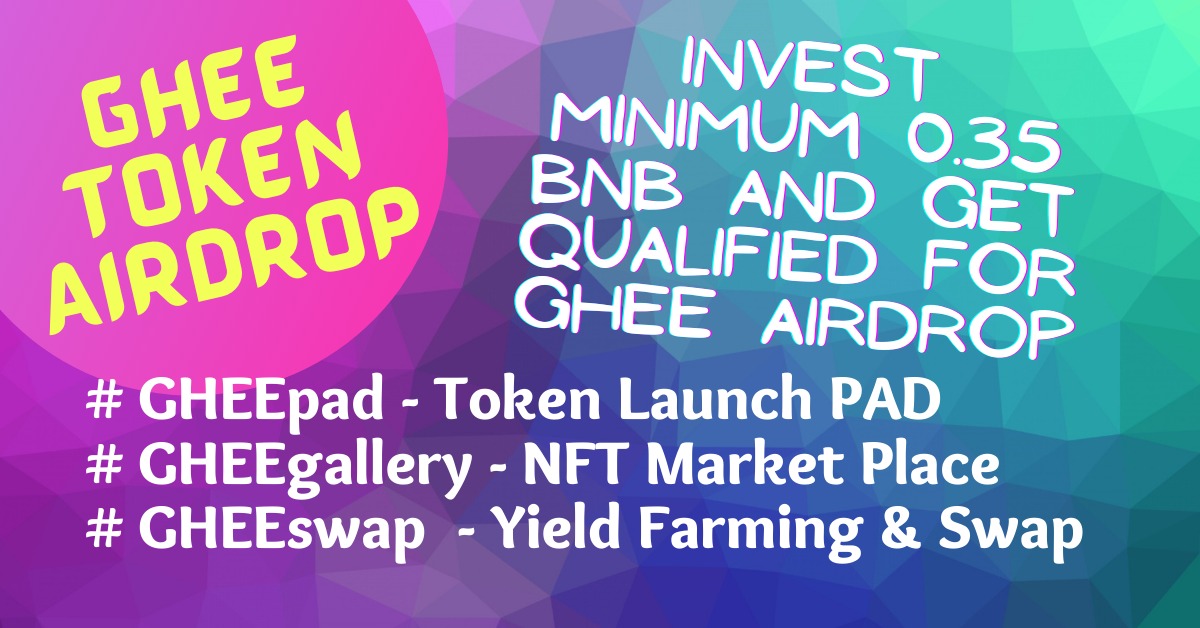 GHEE
TOKEN
AIRDROP
INVEST
MINIMUM 0.35
BNB AND GET
QUALIFIED FOR
GHEE AIRDROP
# GHEEpad - Token Launch PAD
# GHEEgallery - NFT Market Place
# GHEEswap - Yield Farming & Swap